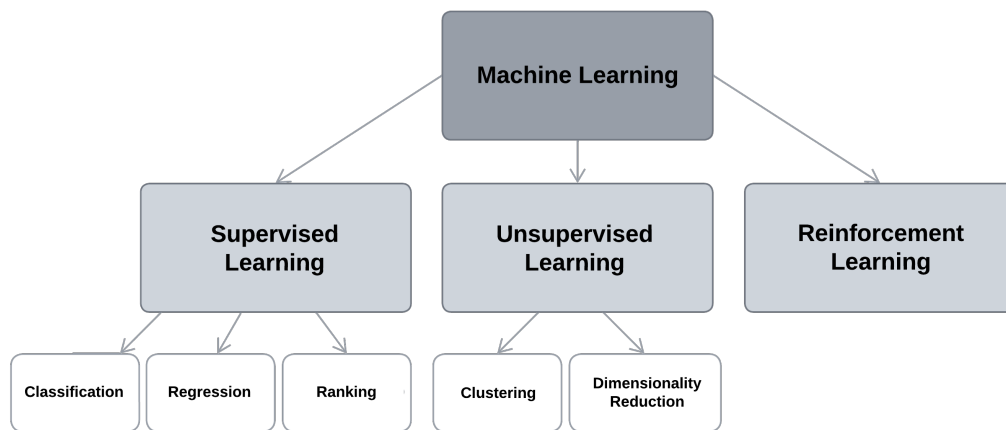 Machine Learning
Supervised
Learning
Unsupervised
Learning
Reinforcement
Learning
Classification
Regression
Ranking
Clustering
Dimensionality
Reduction